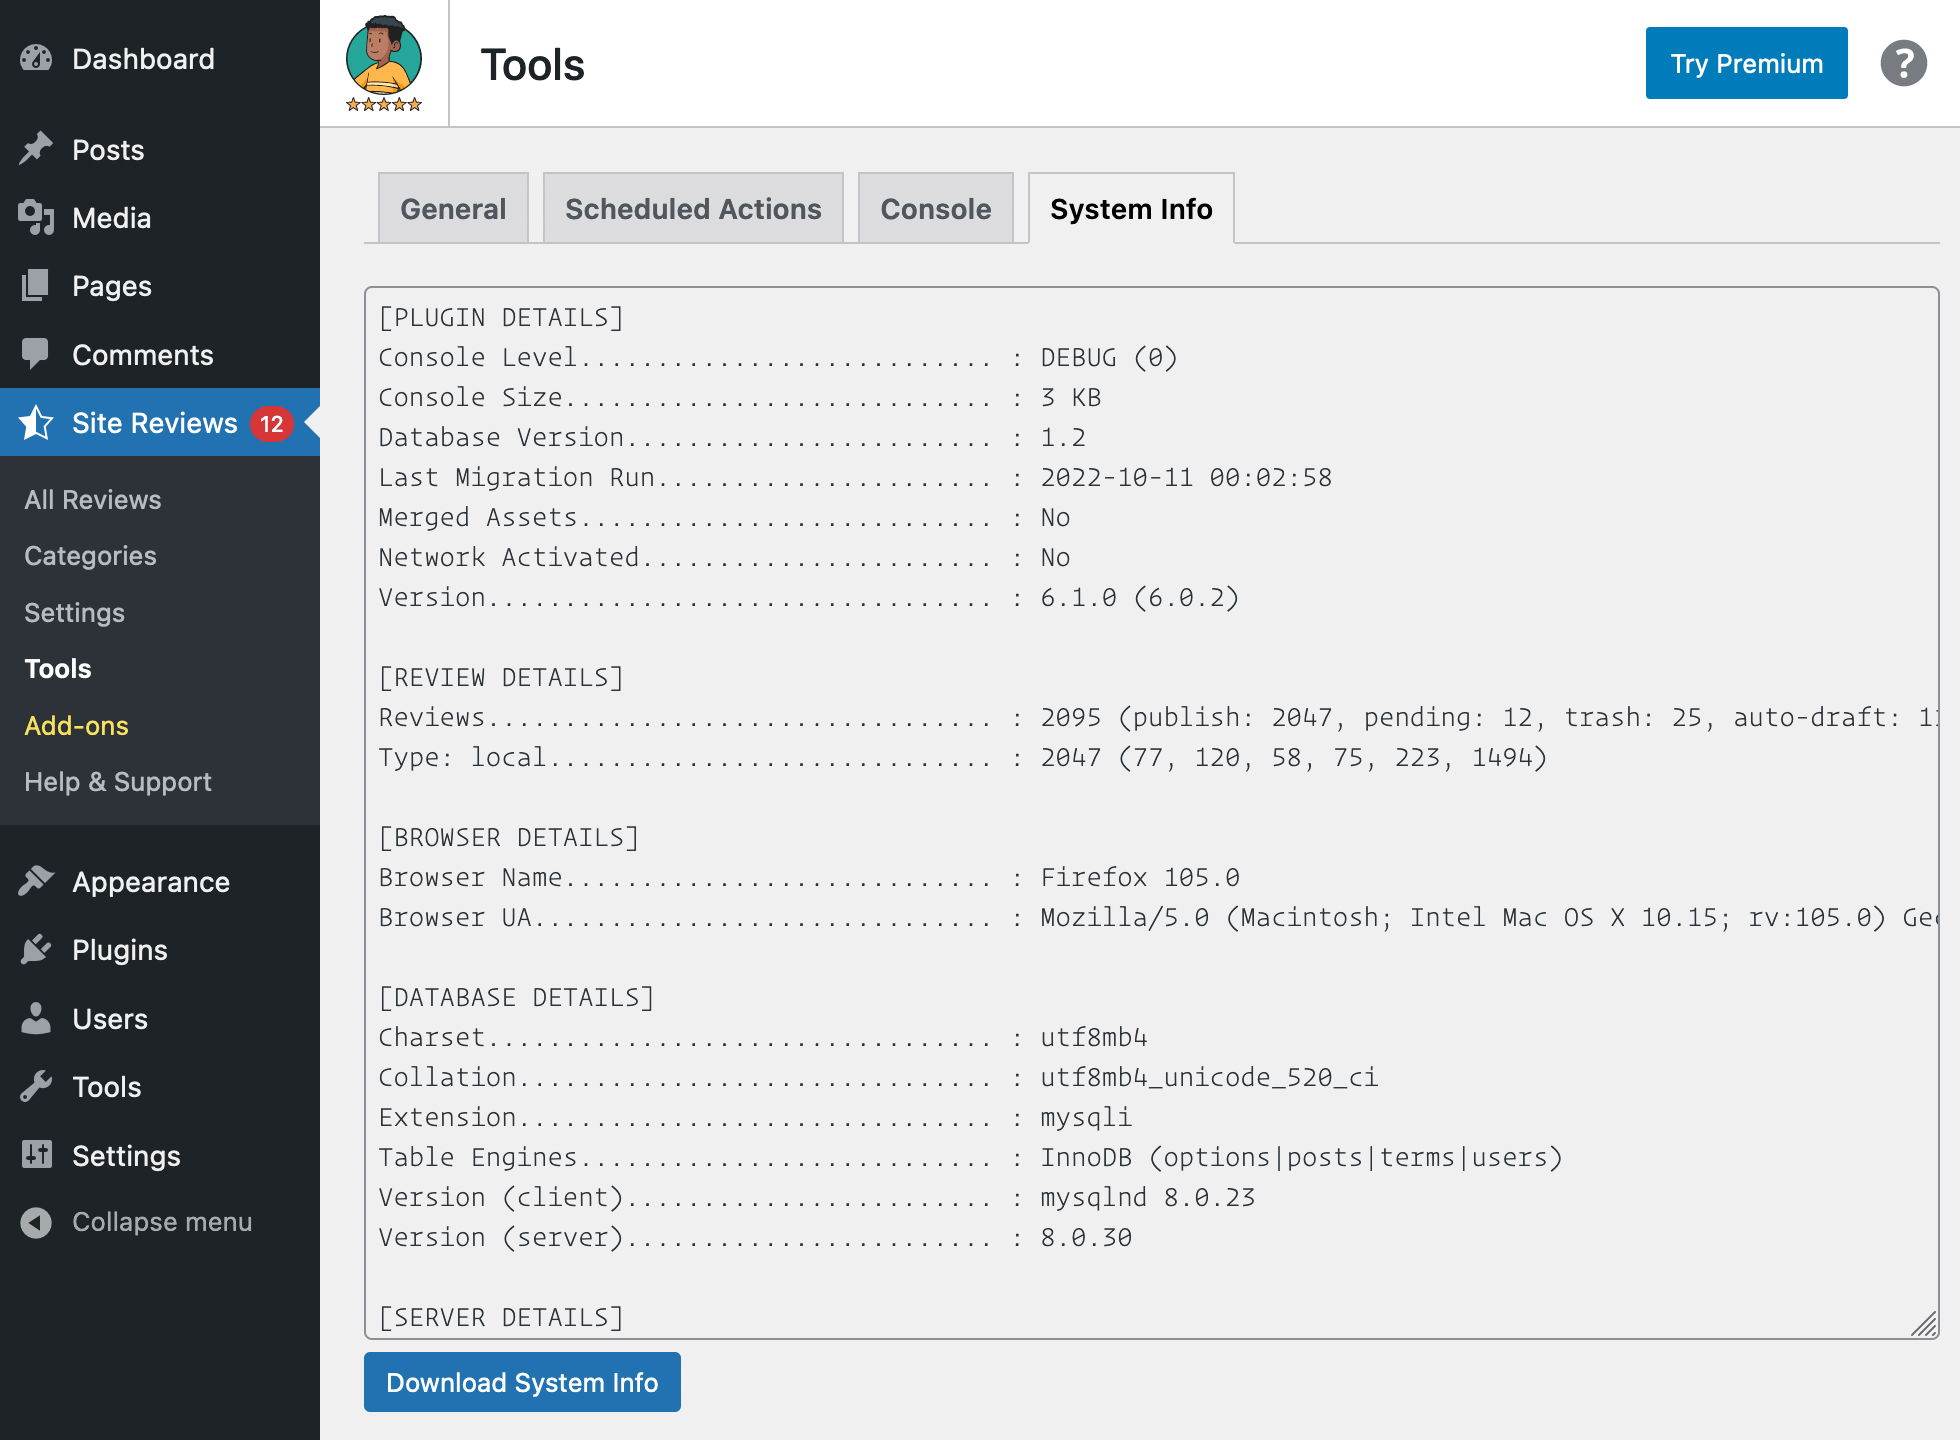 Dashboard
Posts
Media
Pages
Comments
Site Reviews 12
All Reviews
Categories
Settings
Tools
Add-ons
Help & Support
Appearance
Plugins
Users
Tools
Settings
Collapse menu
Tools
Try Premium
?
General Scheduled Actions Console System Info
[PLUGIN DETAILS]
Console Level........................... : DEBUG (0)
Console Size............................ : 3 KB
Database Version........................ : 1.2
Last Migration Run...................... : 2022-10-11 00:02:58
Merged Assets........................... : No
Network Activated....................... : No
Version................................. : 6.1.0 (6.0.2)
[REVIEW DETAILS]
Reviews................................. : 2095 (publish: 2047, pending: 12, trash: 25, auto-draft:
Type: local............................. : 2047 (77, 120, 58, 75, 223, 1494)
[BROWSER DETAILS]
Browser Name............................ : Firefox 105.0
Browser UA.............................. : Mozilla/5.0 (Macintosh; Intel Mac OS X 10.15; rv:105.0)
[DATABASE DETAILS]
Charset................................. : utf8mb4
Collation............................... : utf8mb4_unicode_520_ci
Extension............................... : mysqli
Table Engines........................... : InnoDB (options|posts|terms|users)
Version (client)........................ : mysqlnd 8.0.23
Version (server)........................ : 8.0.30
[SERVER DETAILS]
Download System Info